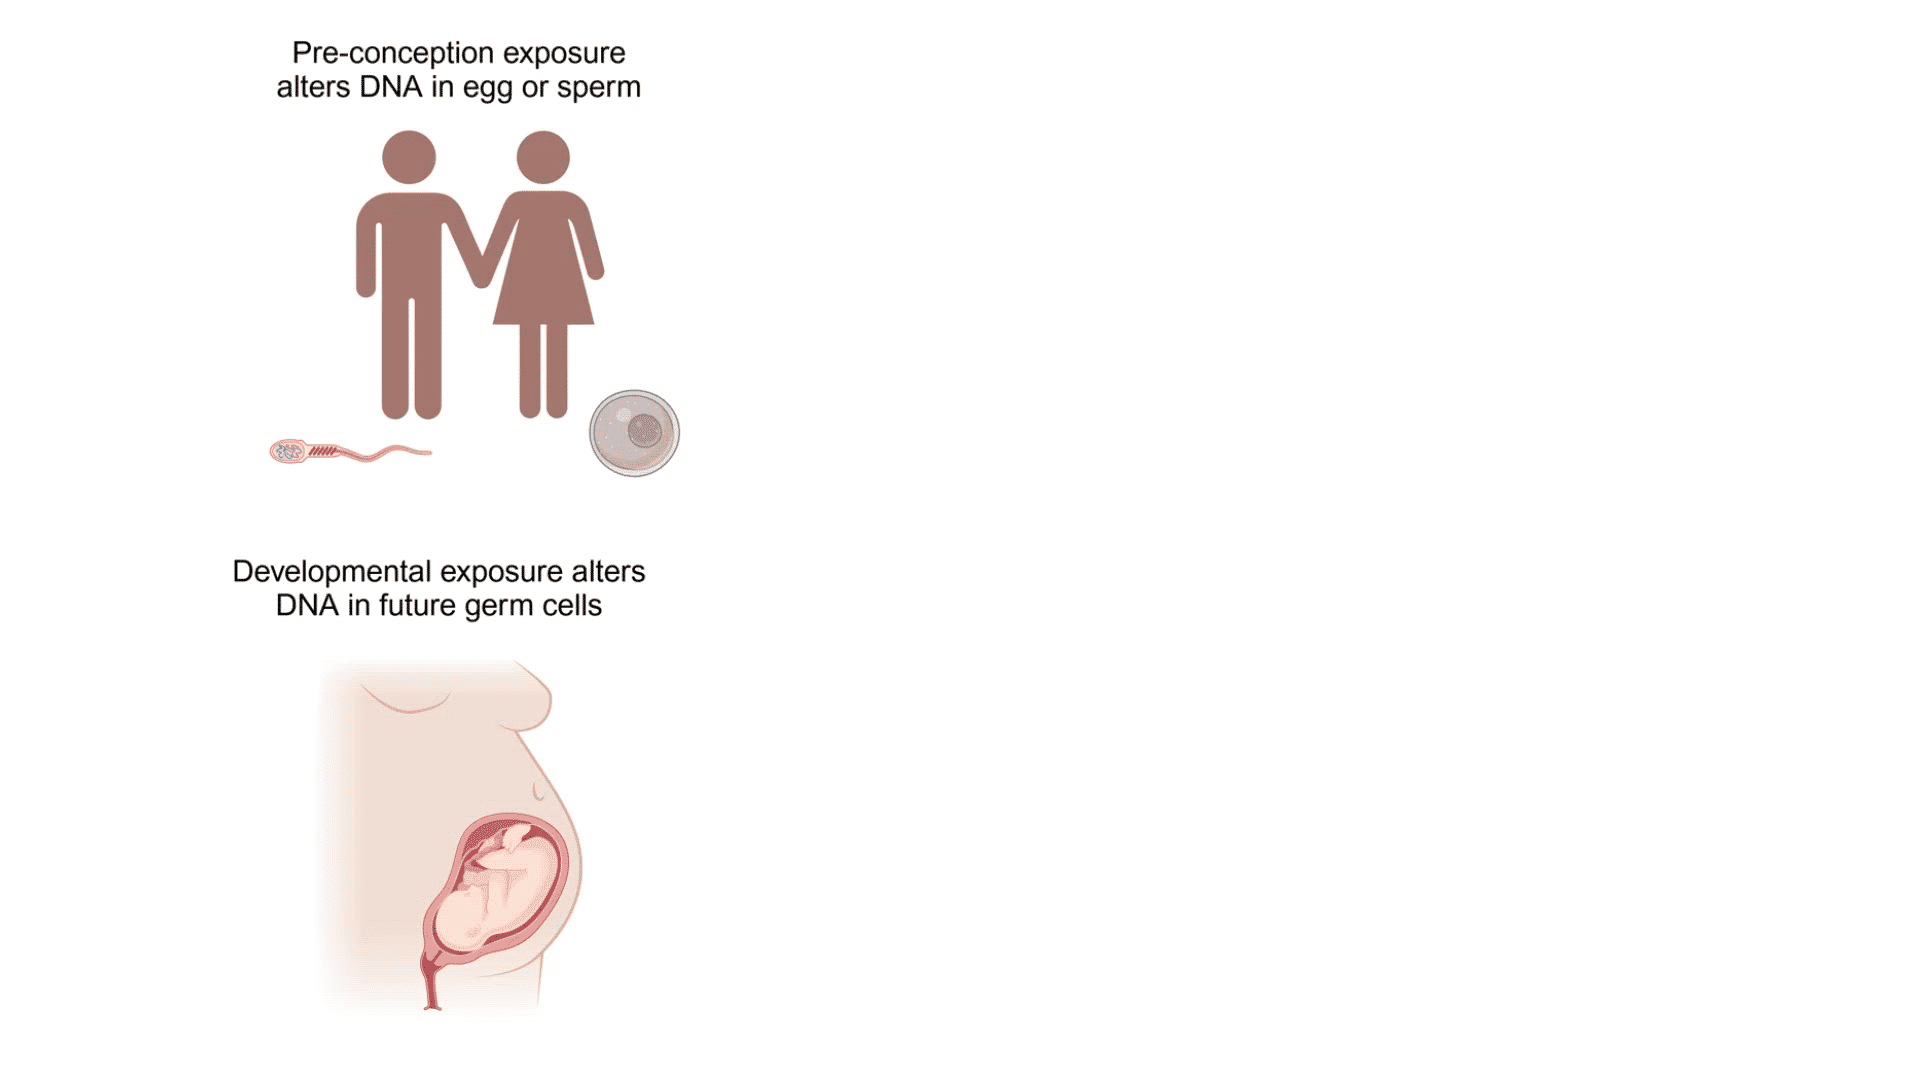 Pre-conception exposure
alters DNA in egg or sperm
Developmental exposure alters
DNA in future germ cells